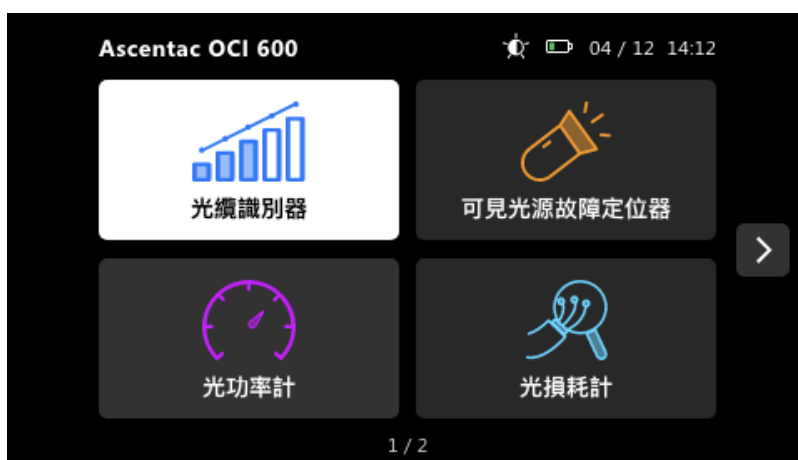 Ascentac OCI 600
04 / 12 14:12
光纜識別器
可見光源故障定位器
光功率計
光損耗計
1 / 2